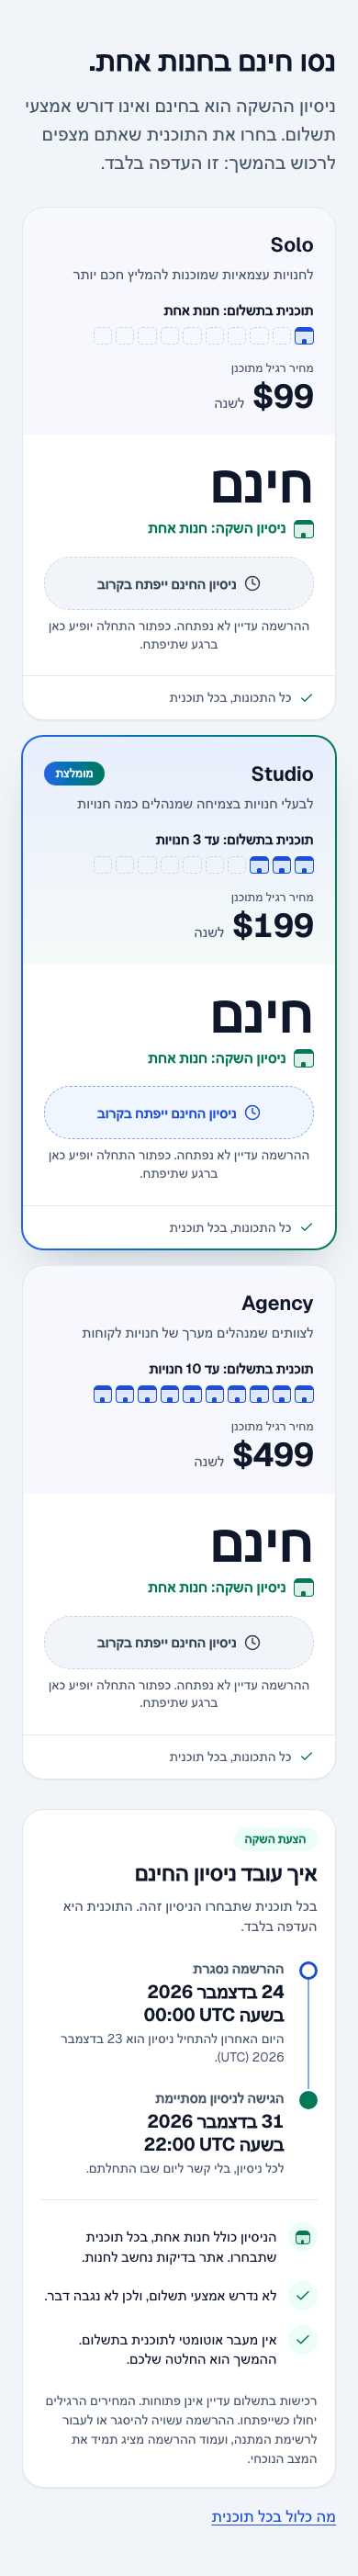 נסו חינם בחנות אחת.
ניסיון ההשקה הוא בחינם ואינו דורש אמצעי
תשלום. בחרו את התוכנית שאתם מצפים
לרכוש בהמשך: זו העדפה בלבד.
Solo
לחנויות עצמאיות שמוכנות להמליץ חכם יותר
תוכנית בתשלום: חנות אחת
מחיר רגיל מתוכנן
$99 לשנה
חינם
ניסיון השקה: חנות אחת
ניסיון החינם ייפתח בקרוב
ההרשמה עדיין לא נפתחה. כפתור התחלה יופיע כאן
ברגע שתיפתח.
כל התכונות, בכל תוכנית
Studio
מומלצת
לבעלי חנויות בצמיחה שמנהלים כמה חנויות
תוכנית בתשלום: עד 3 חנויות
מחיר רגיל מתוכנן
$199 לשנה
חינם
ניסיון השקה: חנות אחת
ניסיון החינם ייפתח בקרוב
ההרשמה עדיין לא נפתחה. כפתור התחלה יופיע כאן
ברגע שתיפתח.
כל התכונות, בכל תוכנית
Agency
לצוותים שמנהלים מערך של חנויות לקוחות
תוכנית בתשלום: עד 10 חנויות
מחיר רגיל מתוכנן
$499 לשנה
חינם
ניסיון השקה: חנות אחת
ניסיון החינם ייפתח בקרוב
ההרשמה עדיין לא נפתחה. כפתור התחלה יופיע כאן
ברגע שתיפתח.
כל התכונות, בכל תוכנית
הצעת השקה
איך עובד ניסיון החינם
בכל תוכנית שתבחרו הניסיון זהה. התוכנית היא
העדפה בלבד.
ההרשמה נסגרת
24 בדצמבר 2026
בשעה 00:00 UTC
היום האחרון להתחיל ניסיון הוא 23 בדצמבר
2026 (UTC).
הגישה לניסיון מסתיימת
31 בדצמבר 2026
בשעה 22:00 UTC
לכל ניסיון, בלי קשר ליום שבו התחלתם.
הניסיון כולל חנות אחת, בכל תוכנית
שתבחרו. אתר בדיקות נחשב לחנות.
לא נדרש אמצעי תשלום, ולכן לא נגבה דבר.
אין מעבר אוטומטי לתוכנית בתשלום.
ההמשך הוא החלטה שלכם.
רכישות בתשלום עדיין אינן פתוחות. המחירים הרגילים
יחולו כשייפתחו. ההרשמה עשויה להיסגר או לעבור
לרשימת המתנה, ועמוד ההרשמה מציג תמיד את
המצב הנוכחי.
מה כלול בכל תוכנית